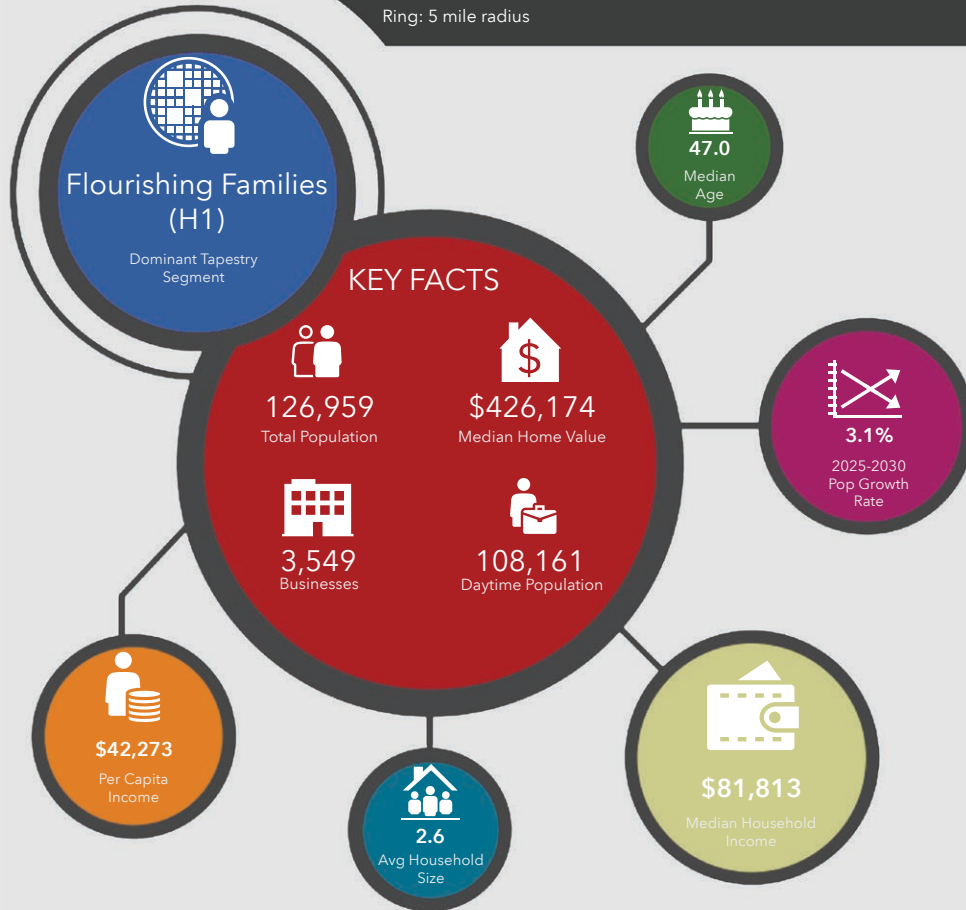 Ring: 5 mile radius
Flourishing Families
(H1)
Dominant Tapestry
Segment
47.0
Median
Age
KEY FACTS
126,959
Total Population
$426,174
Median Home Value
3,549
Businesses
108,161
Daytime Population
3.1%
2025-2030
Pop Growth
Rate
$42,273
Per Capita
Income
2.6
Avg Household
Size
$81,813
Median Household
Income